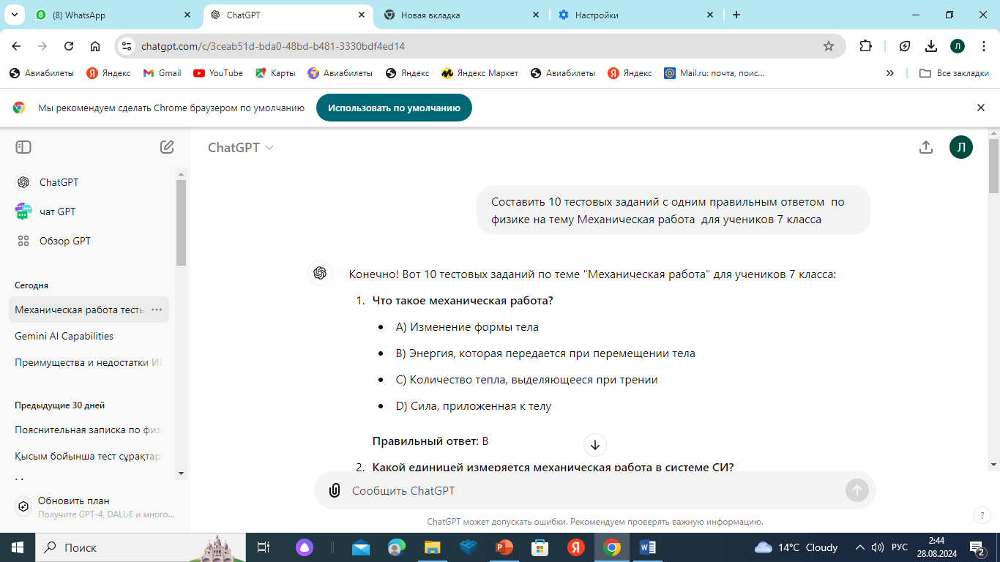 (8) WhatsApp
ChatGPT
Новая вкладка
Настройки
chatgpt.com/c/3ceab51d-bda0-48bd-b481-3330bdf4ed14
Л
Авиабилеты
Яндекс
Gmail
YouTube
Карты
Авиабилеты
Яндекс
Яндекс Маркет
Авиабилеты
Яндекс
Mail.ru: почта, поис...
Все закладки
Мы рекомендуем сделать Chrome браузером по умолчанию
Использовать по умолчанию
ChatGPT
Л
ChatGPT
чат GPT
Обзор GPT
Сегодня
Механическая работа тесть
Gemini AI Capabilities
Преимущества и недостатки ИИ
Предыдущие 30 дней
Пояснительная записка по физ
Қысым бойынша тест сұрақтар
Обновить план
Получите GPT-4, DALL·E и много...
Составить 10 тестовых заданий с одним правильным ответом по
физике на тему Механическая работа для учеников 7 класса
Конечно! Вот 10 тестовых заданий по теме "Механическая работа" для учеников 7 класса:
1. Что такое механическая работа?
• A) Изменение формы тела
• B) Энергия, которая передается при перемещении тела
• C) Количество тепла, выделяющееся при трении
• D) Сила, приложенная к телу
Правильный ответ: B
2. Какой единицей измеряется механическая работа в системе СИ?
Сообщить ChatGPT
ChatGPT может допускать ошибки. Рекомендуем проверять важную информацию.
?
Поиск
14°C Cloudy
РУС
2:44
28.08.2024
2